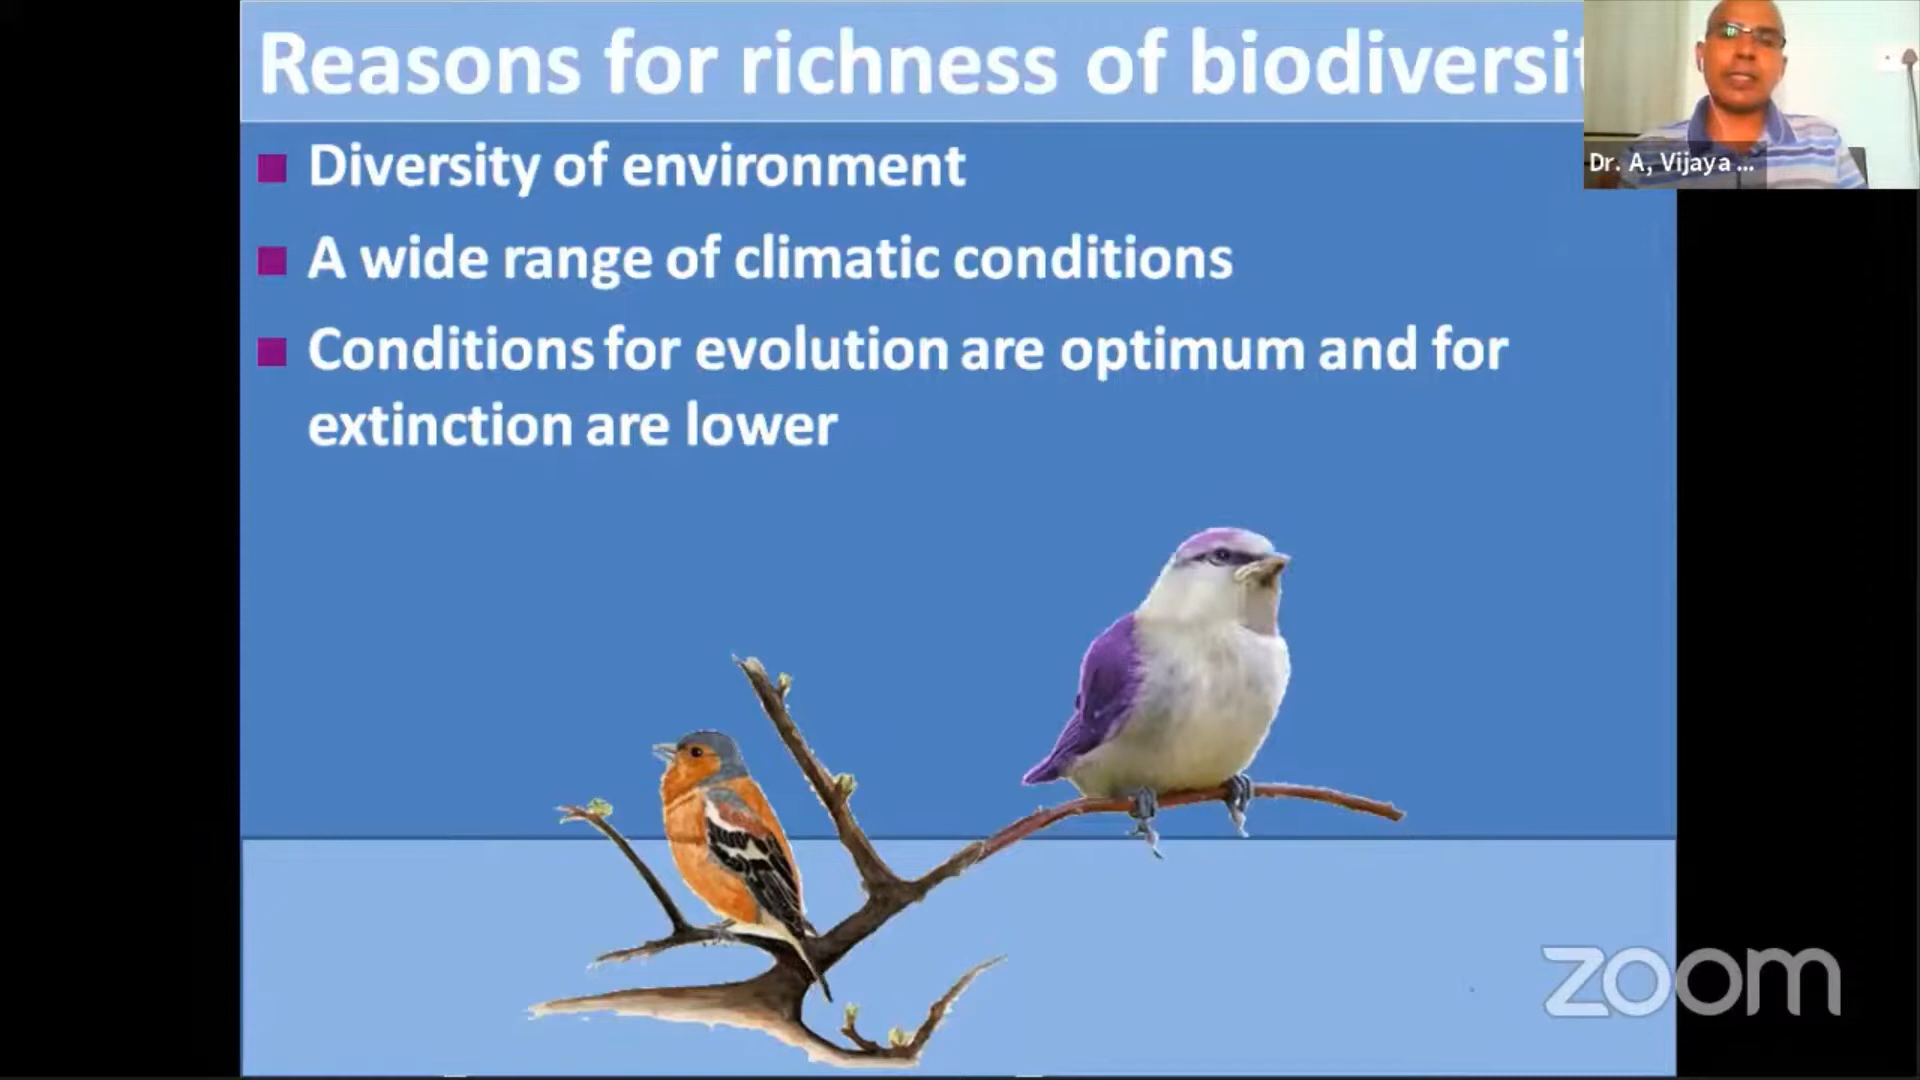 Reasons for richness of biodiversit
Dr. A, Vijaya ...
Diversity of environment
A wide range of climatic conditions
Conditions for evolution are optimum and for
extinction are lower
zoom